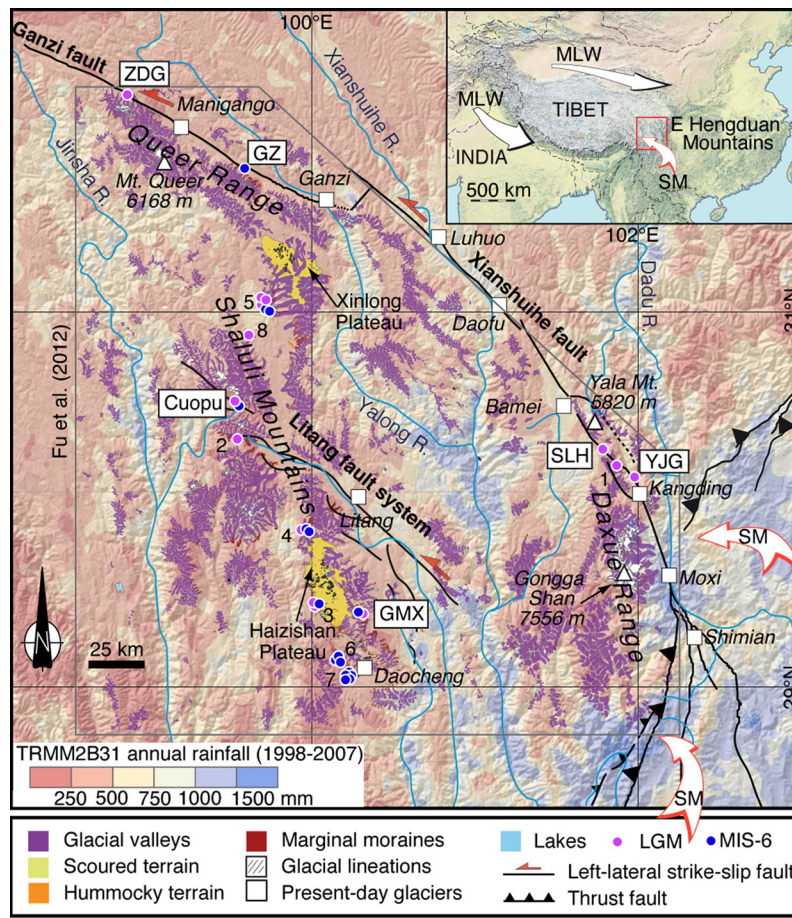 100°E
Ganzi fault
ZDG
Manigango
Xianshuihe R.
Jinsha R.
Queer Range
Mt. Queer
6168 m
GZ
Ganzi
MLW
MLW
TIBET
INDIA
E Hengduan
Mountains
SM
500 km
102°E
Luhuo
Xianshuihe fault
Dadu R.
31°N
5
Xinlong
Plateau
Daofu
8
Shaluli Mountains
Fu et al. (2012)
Yala Mt.
5820 m
Cuopu
Bamei
Yalong R.
2
Litang fault system
SLH
YJG
1
Kangding
Litang
Daxue Range
4
SM
Gongga
Shan
7556 m
Moxi
3
GMX
Haizishan
Plateau
Shimian
6
Daocheng
7
29°N
25 km
N
TRMM2B31 annual rainfall (1998-2007)
250 500 750 1000 1500 mm
SM
Glacial valleys
Marginal moraines
Lakes
LGM
MIS-6
Scoured terrain
Glacial lineations
Left-lateral strike-slip fault
Hummocky terrain
Present-day glaciers
Thrust fault